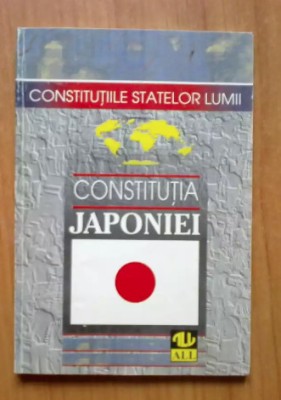 CONSTITUȚIILE STATELOR LUMII
CONSTITUȚIA
JAPONIEI
ALL